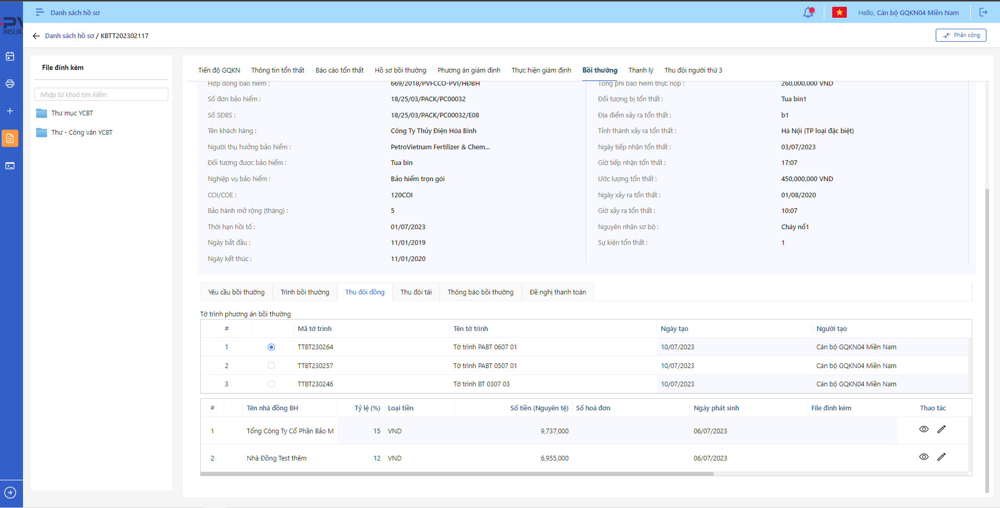 Danh sách hồ sơ
Hello, Cán bộ GQKN04 Miền Nam
INSURA
Danh sách hồ sơ / KBTT202302117
Phân công
File đính kèm
Nhập từ khoá tìm kiếm
Thư mục YCBT
Thư - Công văn YCBT
Tiến độ GQKN Thông tin tổn thất Báo cáo tổn thất Hồ sơ bồi thường Phương án giám định Thực hiện giám định Bồi thường Thanh lý Thu đòi người thứ 3
Hợp đồng bảo hiểm : 669/2018/PVFCCO-PVI/HĐBH
Số đơn bảo hiểm : 18/25/03/PACK/PC00032
Số SĐBS : 18/25/03/PACK/PC00032/E08
Tên khách hàng : Công Ty Thủy Điện Hòa Bình
Người thụ hưởng bảo hiểm : PetroVietnam Fertilizer & Chem...
Đối tượng được bảo hiểm : Tua bin
Nghiệp vụ bảo hiểm : Bảo hiểm trọn gói
COI/COE : 120COI
Bảo hành mở rộng (tháng) : 5
Thời hạn hồi tố : 01/07/2023
Ngày bắt đầu : 11/01/2019
Ngày kết thúc : 11/01/2020
Tổng phí bảo hiểm thực nộp : 260,000,000 VND
Đối tượng bị tổn thất : Tua bin1
Địa điểm xảy ra tổn thất : b1
Tỉnh thành xảy ra tổn thất : Hà Nội (TP loại đặc biệt)
Ngày tiếp nhận tổn thất : 03/07/2023
Giờ tiếp nhận tổn thất : 17:07
Ước lượng tổn thất : 450,000,000 VND
Ngày xảy ra tổn thất : 01/08/2020
Giờ xảy ra tổn thất : 10:07
Nguyên nhân sơ bộ : Cháy nổ1
Sự kiện tổn thất : 1
Yêu cầu bồi thường Trình bồi thường Thu đòi đồng Thu đòi tái Thông báo bồi thường Đề nghị thanh toán
Tờ trình phương án bồi thường
# Mã tờ trình Tên tờ trình Ngày tạo Người tạo
1 TTBT230264 Tờ trình PABT 0607 01 10/07/2023 Cán bộ GQKN04 Miền Nam
2 TTBT230257 Tờ trình PABT 0507 01 10/07/2023 Cán bộ GQKN04 Miền Nam
3 TTBT230246 Tờ trình BT 0307 03 10/07/2023 Cán bộ GQKN04 Miền Nam
# Tên nhà đồng BH Tỷ lệ (%) Loại tiền Số tiền (Nguyên tệ) Số hoá đơn Ngày phát sinh File đính kèm Thao tác
1 Tổng Công Ty Cổ Phần Bảo M 15 VND 9,737,000 06/07/2023
2 Nhà Đồng Test thêm 12 VND 6,955,000 06/07/2023